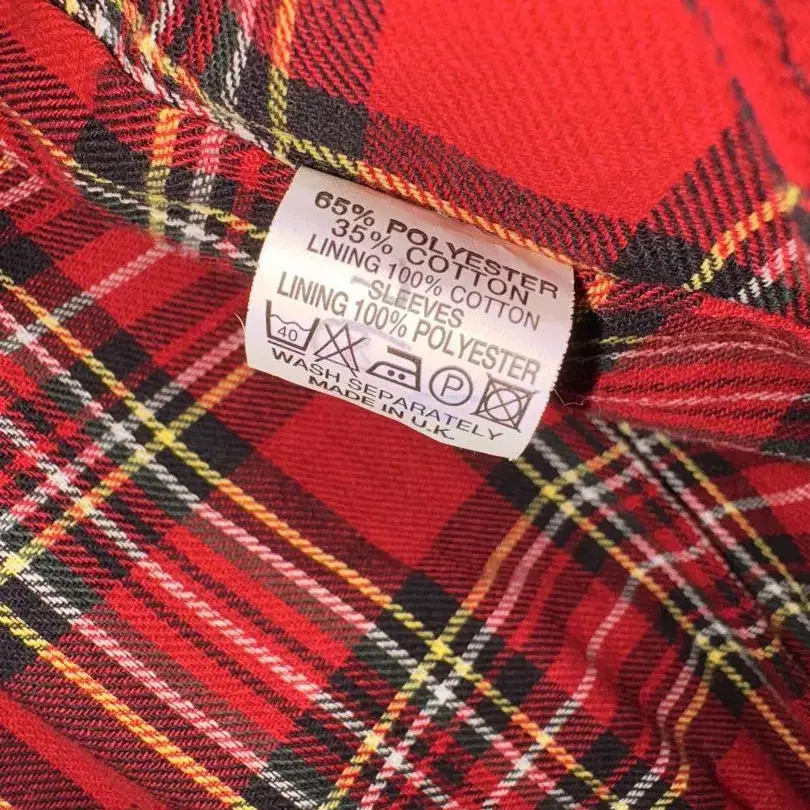 65% POLYESTER
35% COTTON
LINING 100% COTTON
SLEEVES
LINING 100% POLYESTER
40 P
WASH SEPARATELY
MADE IN U.K.